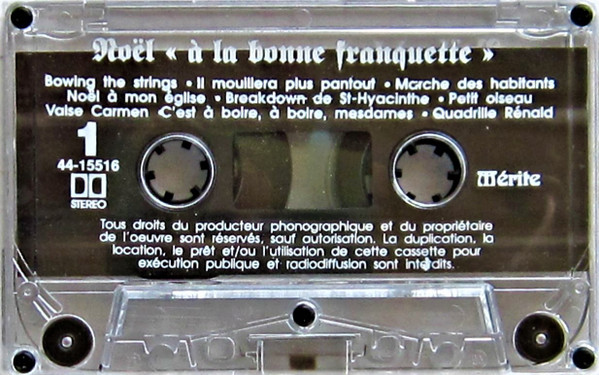 Noël « à la bonne franquette »
Bowing the strings • Il mouillera plus pantout • Marche des habitants
Noël à mon église • Breakdown de St-Hyacinthe • Petit oiseau
Valse Carmen • C'est à boire, à boire, mesdames • Quadrille Rénald
1
44-15516
STEREO
Mérite
Tous droits du producteur phonographique et du propriétaire
de l'oeuvre sont réservés, sauf autorisation. La duplication, la
location, le prêt et/ou l'utilisation de cette cassette pour
exécution publique et radiodiffusion sont interdits.